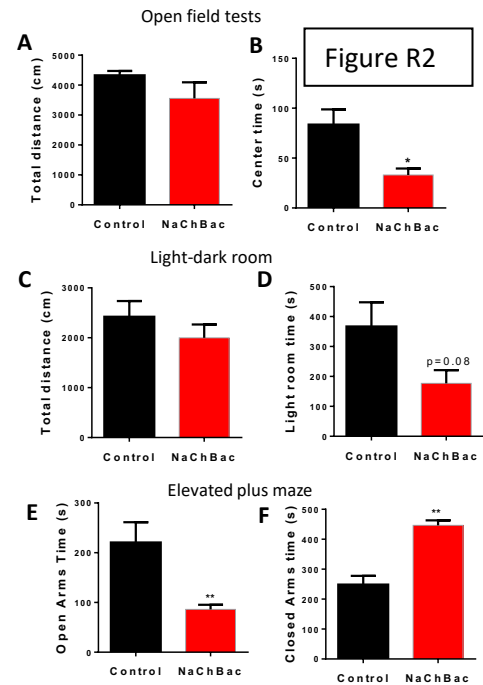 Open field tests
A
B
Figure R2
Total distance (cm)
5000
4000
3000
2000
1000
0
Control NaChBac
Center time (s)
100
50
0
*
Control NaChBac
Light-dark room
C
D
Total distance (cm)
3000
2000
1000
0
Control NaChBac
Light room time (s)
400
300
200
100
0
p=0.08
Control NaChBac
Elevated plus maze
E
F
Open Arms Time (s)
300
200
100
0
**
Control NaChBac
Closed Arms time (s)
500
400
300
200
100
0
**
Control NaChBac